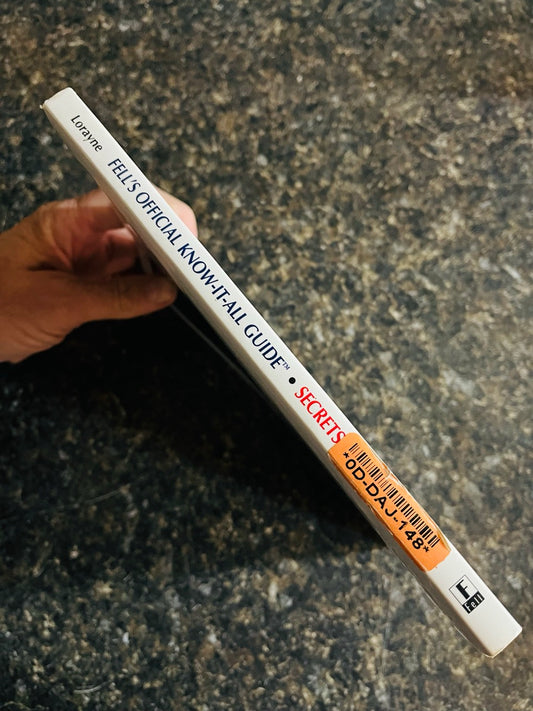 Lorayne FELL'S OFFICIAL KNOW-IT-ALL GUIDE™ • SECRETS
*0D-DAJ-148*
F
Fell